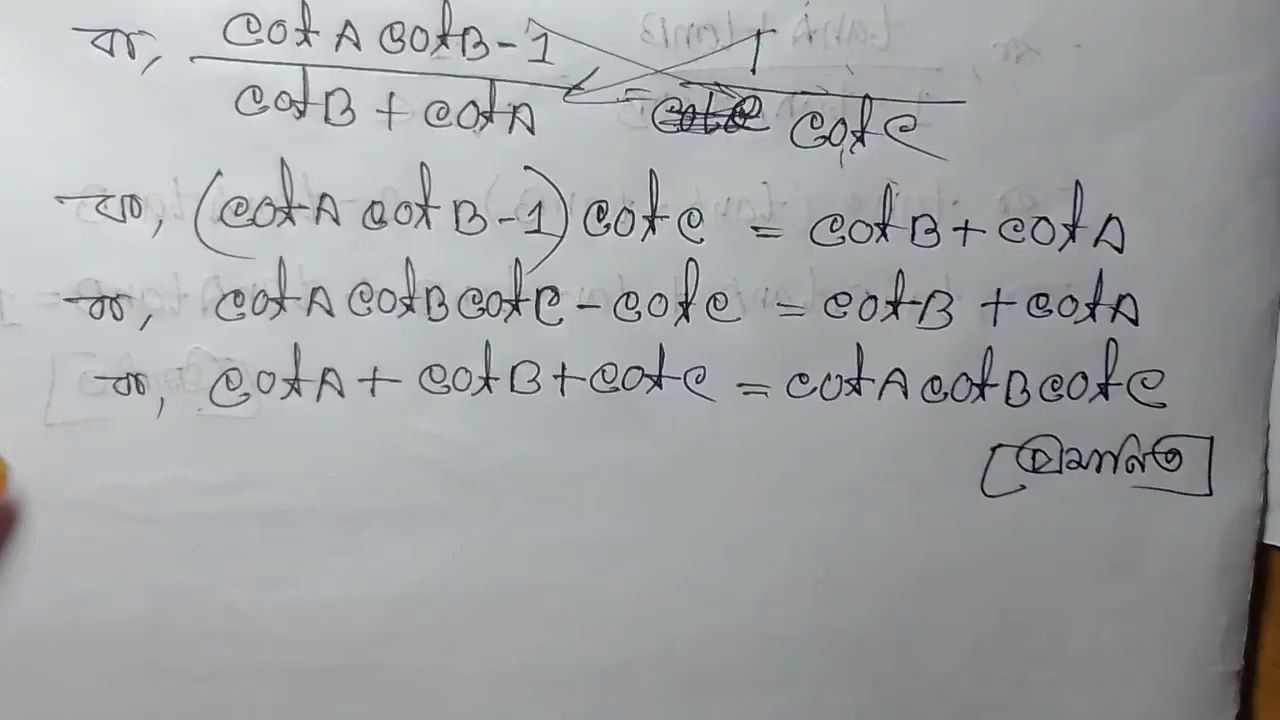 বা, cotA cotB - 1 / cotB + cotA = 1 / cotC
বা, (cotA cotB - 1) cotC = cotB + cotA
বা, cotA cotB cotC - cotC = cotB + cotA
বা, cotA + cotB + cotC = cotA cotB cotC
[প্রমাণিত]